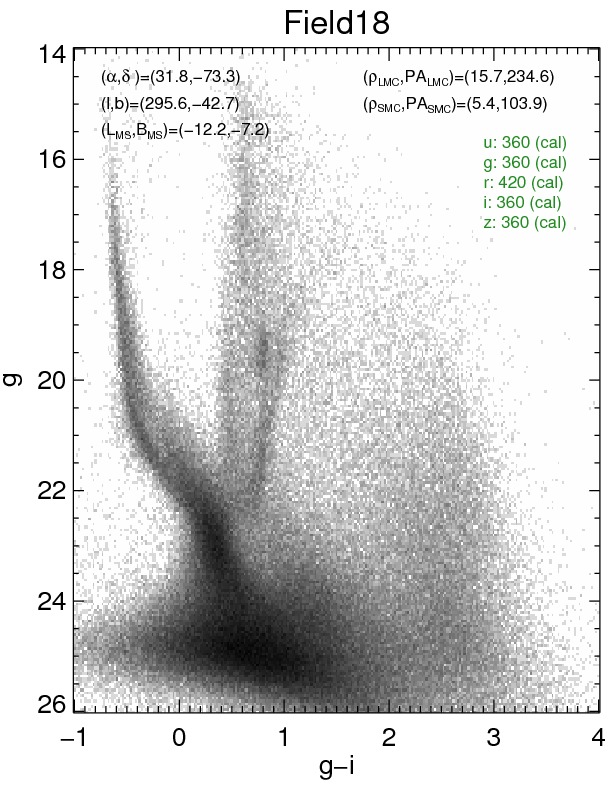 Field18
(α,δ)=(31.8,−73.3)
(l,b)=(295.6,−42.7)
(LMS,BMS)=(−12.2,−7.2)
(ρLMC,PALMC)=(15.7,234.6)
(ρSMC,PASMC)=(5.4,103.9)
u: 360 (cal)
g: 360 (cal)
r: 420 (cal)
i: 360 (cal)
z: 360 (cal)
14
16
18
20
22
24
26
g
−1 0 1 2 3 4
g−i